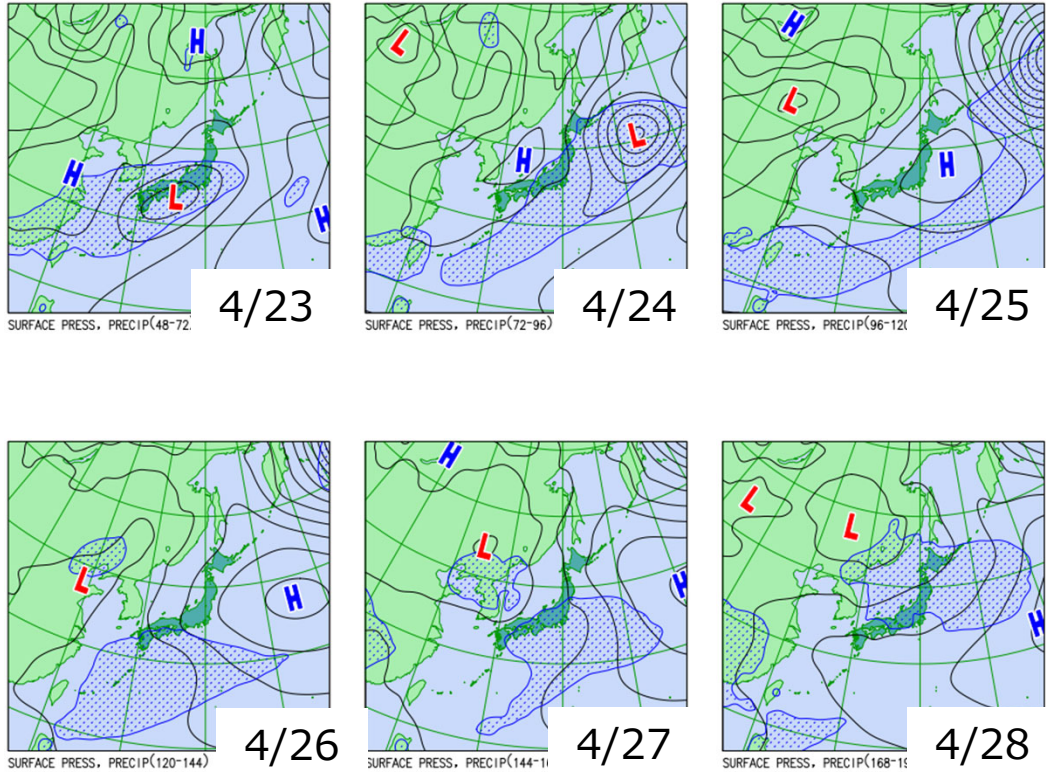 H
H
L
H
4/23
SURFACE PRESS, PRECIP(48-72
L
H
L
4/24
SURFACE PRESS, PRECIP(72-96)
H
L
H
4/25
SURFACE PRESS, PRECIP(96-120
L
H
4/26
SURFACE PRESS, PRECIP(120-144)
H
L
H
4/27
SURFACE PRESS, PRECIP(144-1
L
L
H
4/28
SURFACE PRESS, PRECIP(168-19